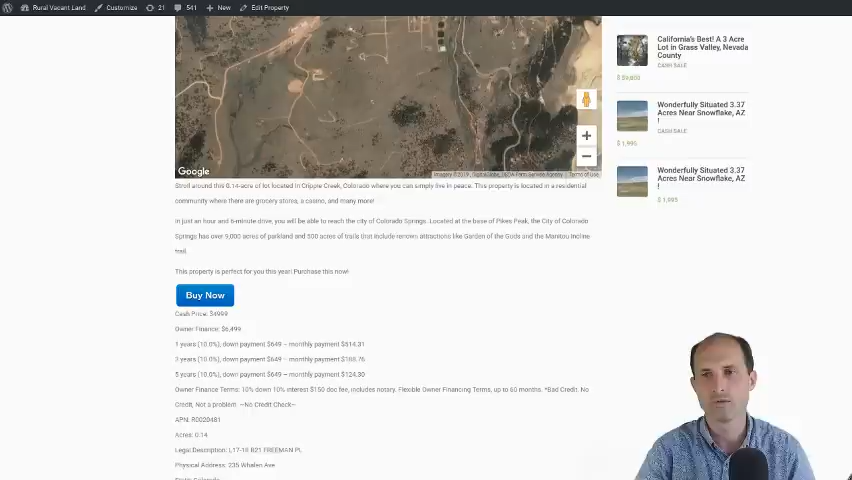 Rural Vacant Land Customize 21 541 New Edit Property
Google
Stroll around this 0.14-acre of lot located in Cripple Creek, Colorado where you can simply live in peace. This property is located in a residential
community where there are grocery stores, a casino, and many more!
In just an hour and 6-minute drive, you will be able to reach the city of Colorado Springs. Located at the base of Pikes Peak, the City of Colorado
Springs has over 9,000 acres of parkland and 500 acres of trails that include renown attractions like Garden of the Gods and the Manitou Incline
trail.
This property is perfect for you this year! Purchase this now!
Buy Now
Cash Price: $4999
Owner Finance: $6,499
1 years (10.0%), down payment $649 – monthly payment $514.31
3 years (10.0%), down payment $649 – monthly payment $188.76
5 years (10.0%), down payment $649 – monthly payment $124.30
Owner Finance Terms: 10% down 10% interest $150 doc fee, includes notary. Flexible Owner Financing Terms, up to 60 months. *Bad Credit. No
Credit, Not a problem. ~No Credit Check~
APN: R0020481
Acres: 0.14
Legal Description: L17-18 B21 FREEMAN PL
Physical Address: 235 Whalen Ave
California's Best! A 3 Acre
Lot in Grass Valley, Nevada
County
CASH SALE
Wonderfully Situated 3.37
Acres Near Snowflake, AZ
!
CASH SALE
$ 1,995
Wonderfully Situated 3.37
Acres Near Snowflake, AZ
!
$ 1,995